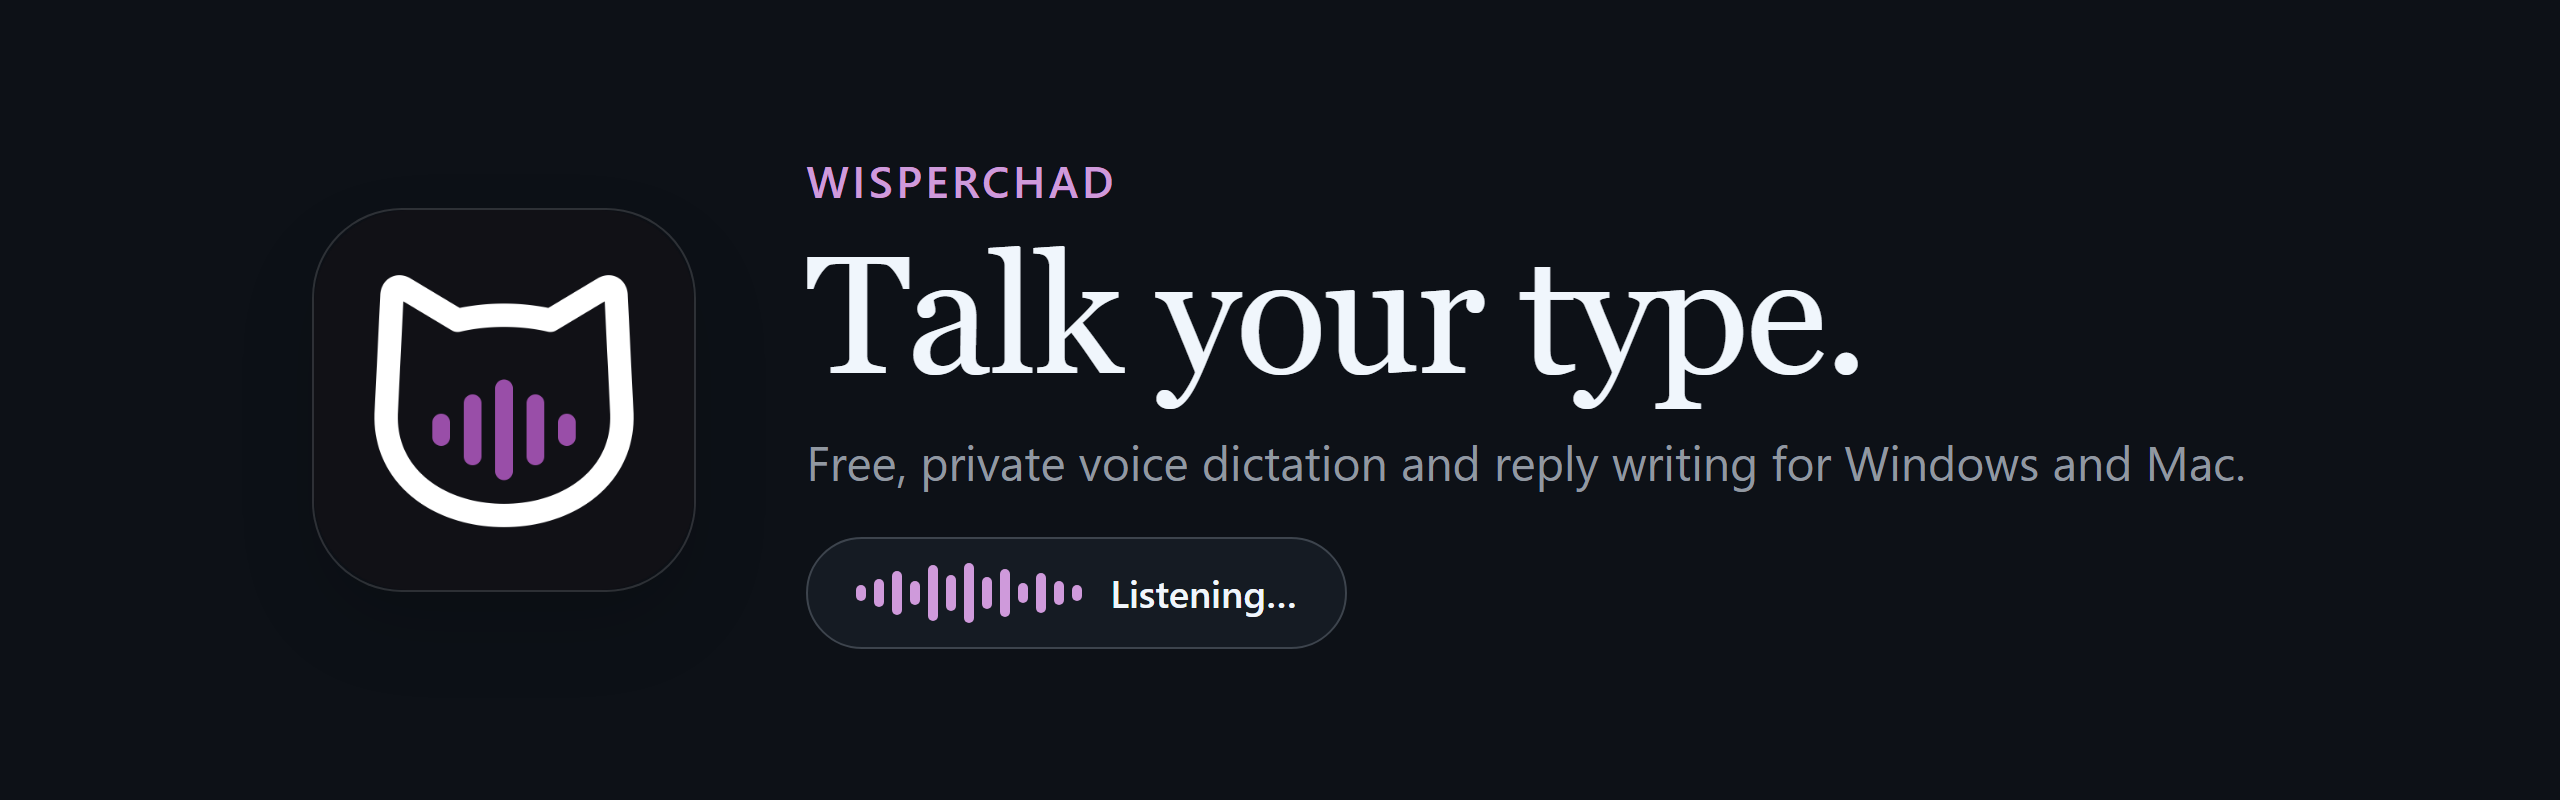 WISPERCHAD
Talk your type.
Free, private voice dictation and reply writing for Windows and Mac.
Listening...